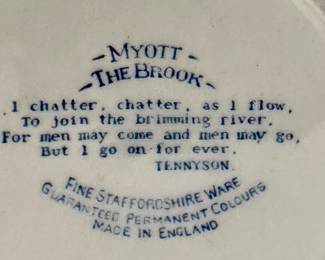 - MYOTT -
- THE BROOK -
I chatter, chatter, as I flow,
To join the brimming river.
For men may come and men may go,
But I go on for ever.
TENNYSON.
FINE STAFFORDSHIRE WARE
GUARANTEED PERMANENT COLOURS
MADE IN ENGLAND